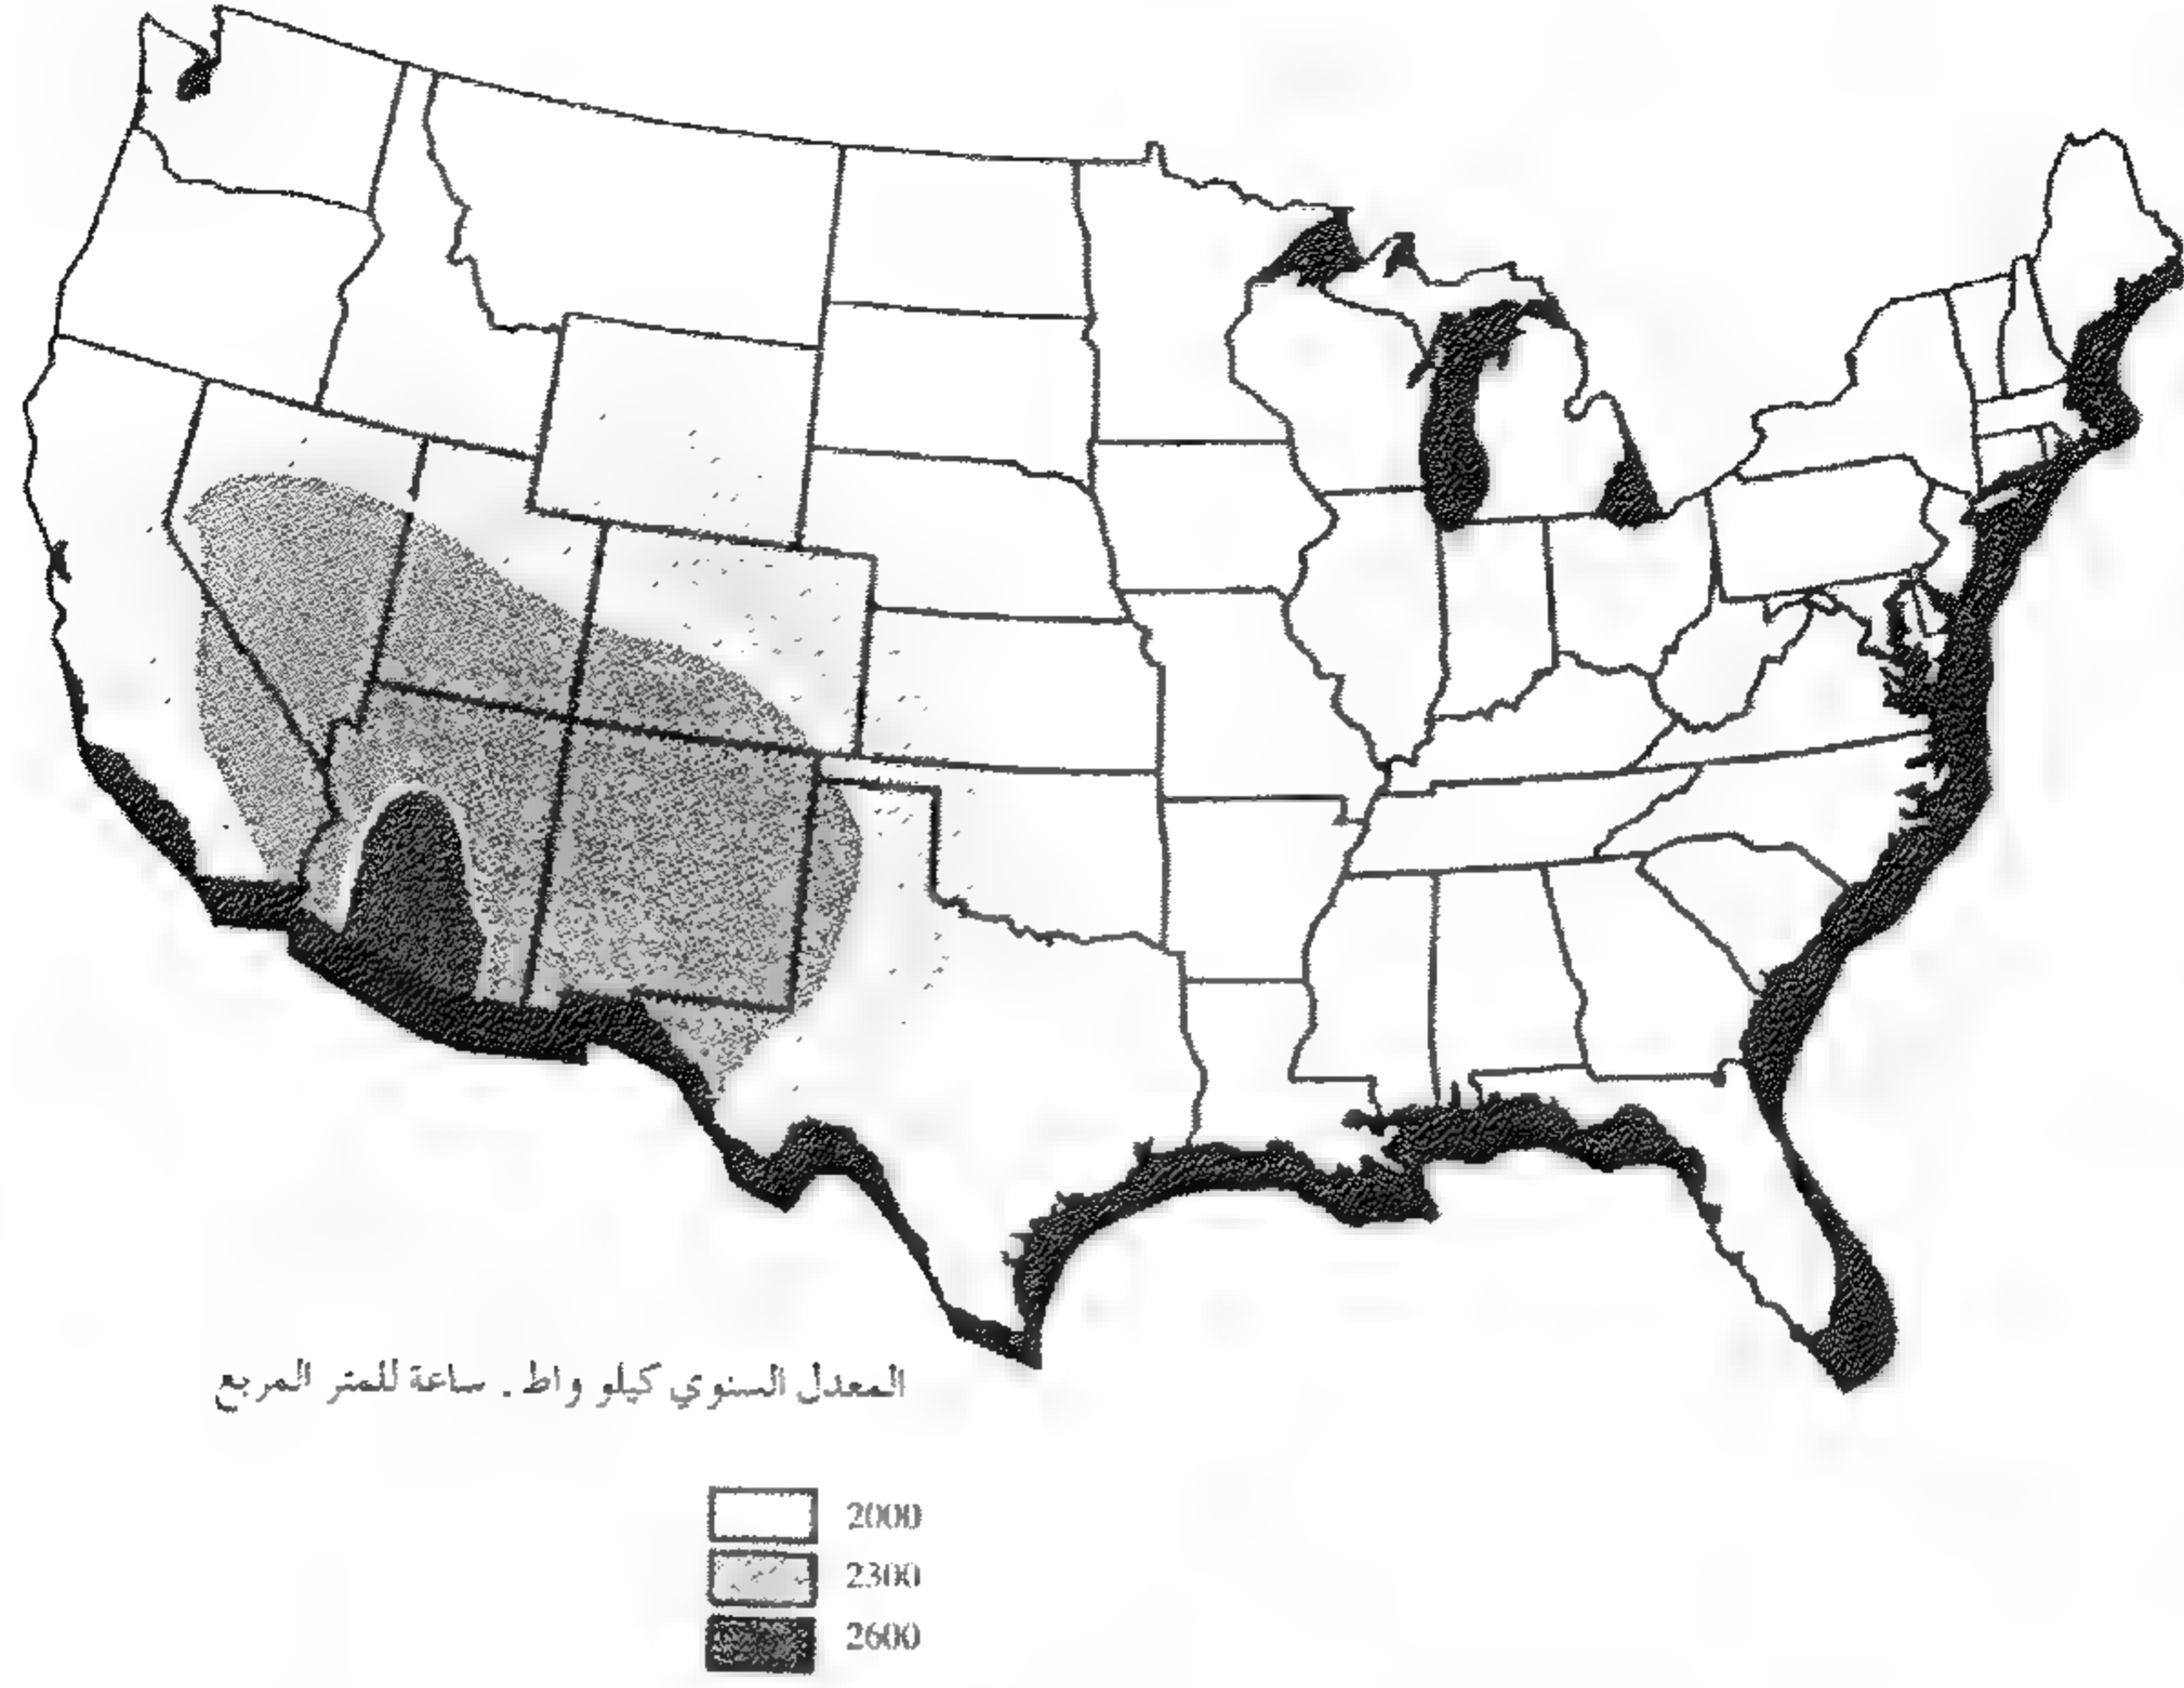 المعدل السنوي كيلو واط . ساعة للمتر المربع
2000
2300
2600